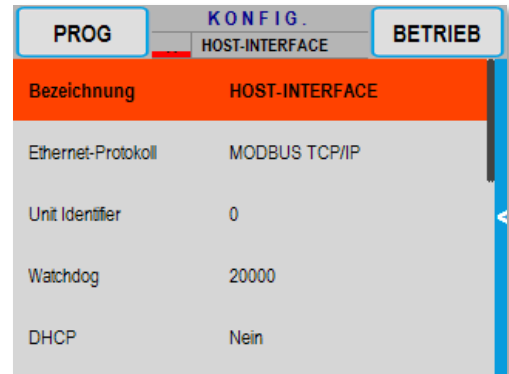 PROG KONFIG. BETRIEB
HOST-INTERFACE
Bezeichnung HOST-INTERFACE
Ethernet-Protokoll MODBUS TCP/IP
Unit Identifier 0
Watchdog 20000
DHCP Nein
<